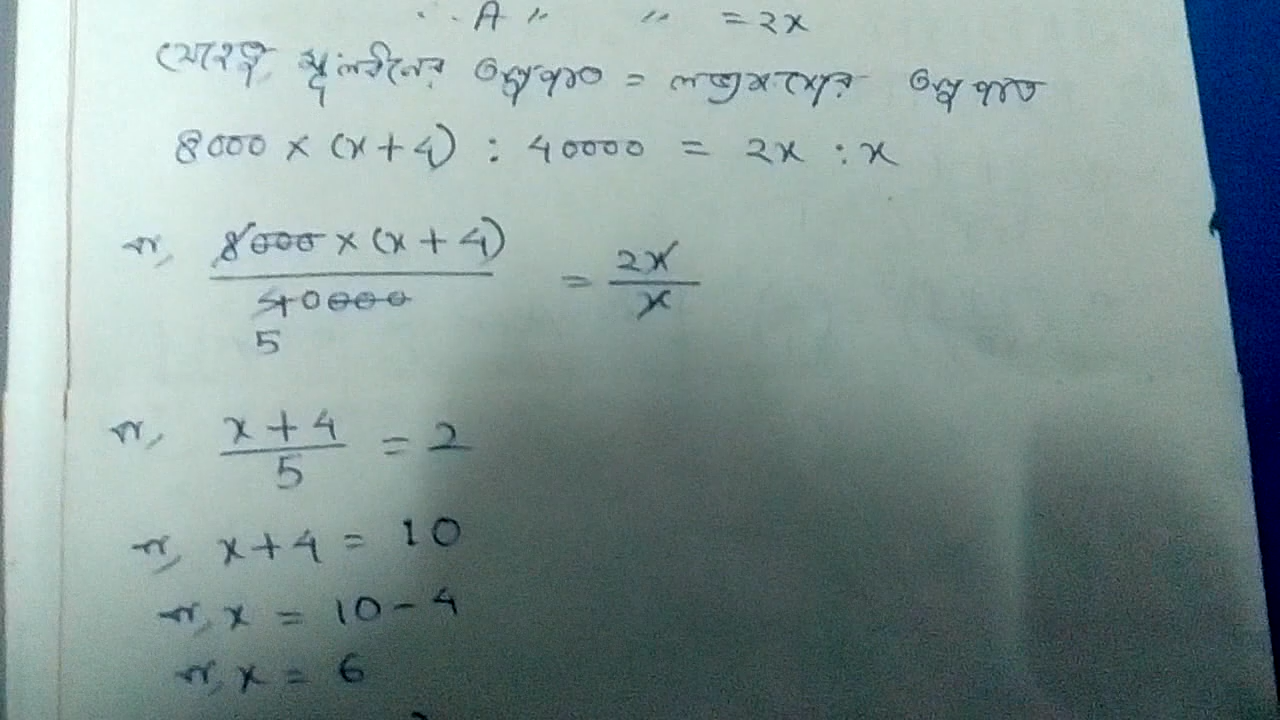 ∴ A " " = 2x
যেহেতু মূলধনের অনুপাত = লভ্যাংশের অনুপাত
8000 × (x + 4) : 40000 = 2x : x
বা, 8000 × (x + 4) / 40000 = 2x / x
5
বা, x + 4 / 5 = 2
বা, x + 4 = 10
বা, x = 10 - 4
বা, x = 6